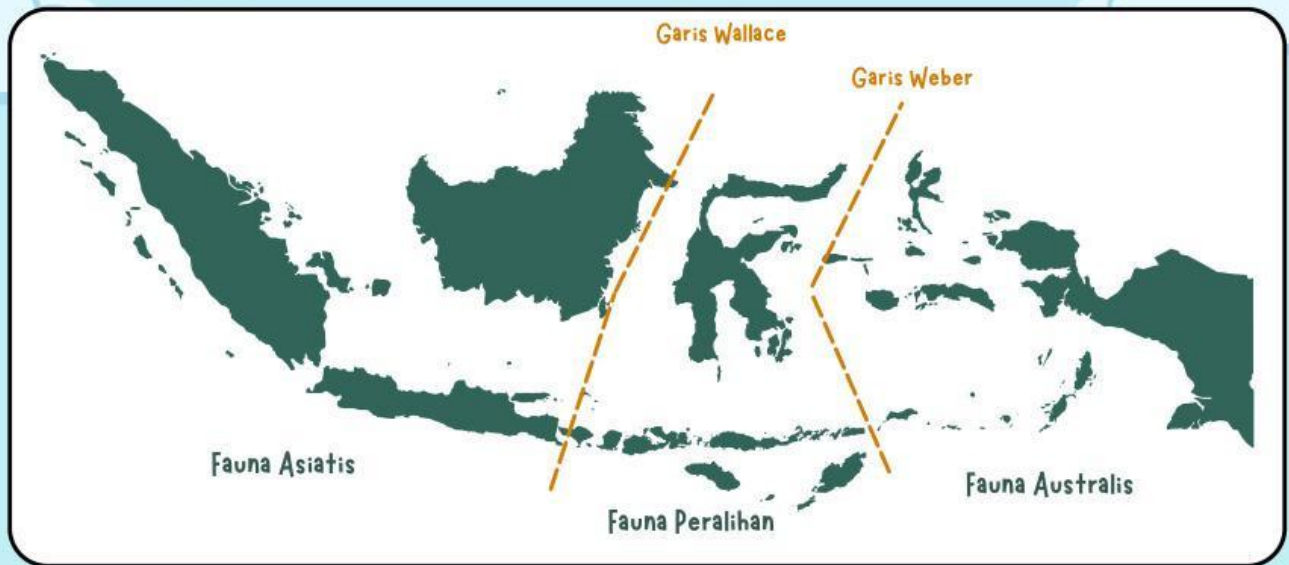 Garis Wallace
Garis Weber
Fauna Asiatis
Fauna Peralihan
Fauna Australis